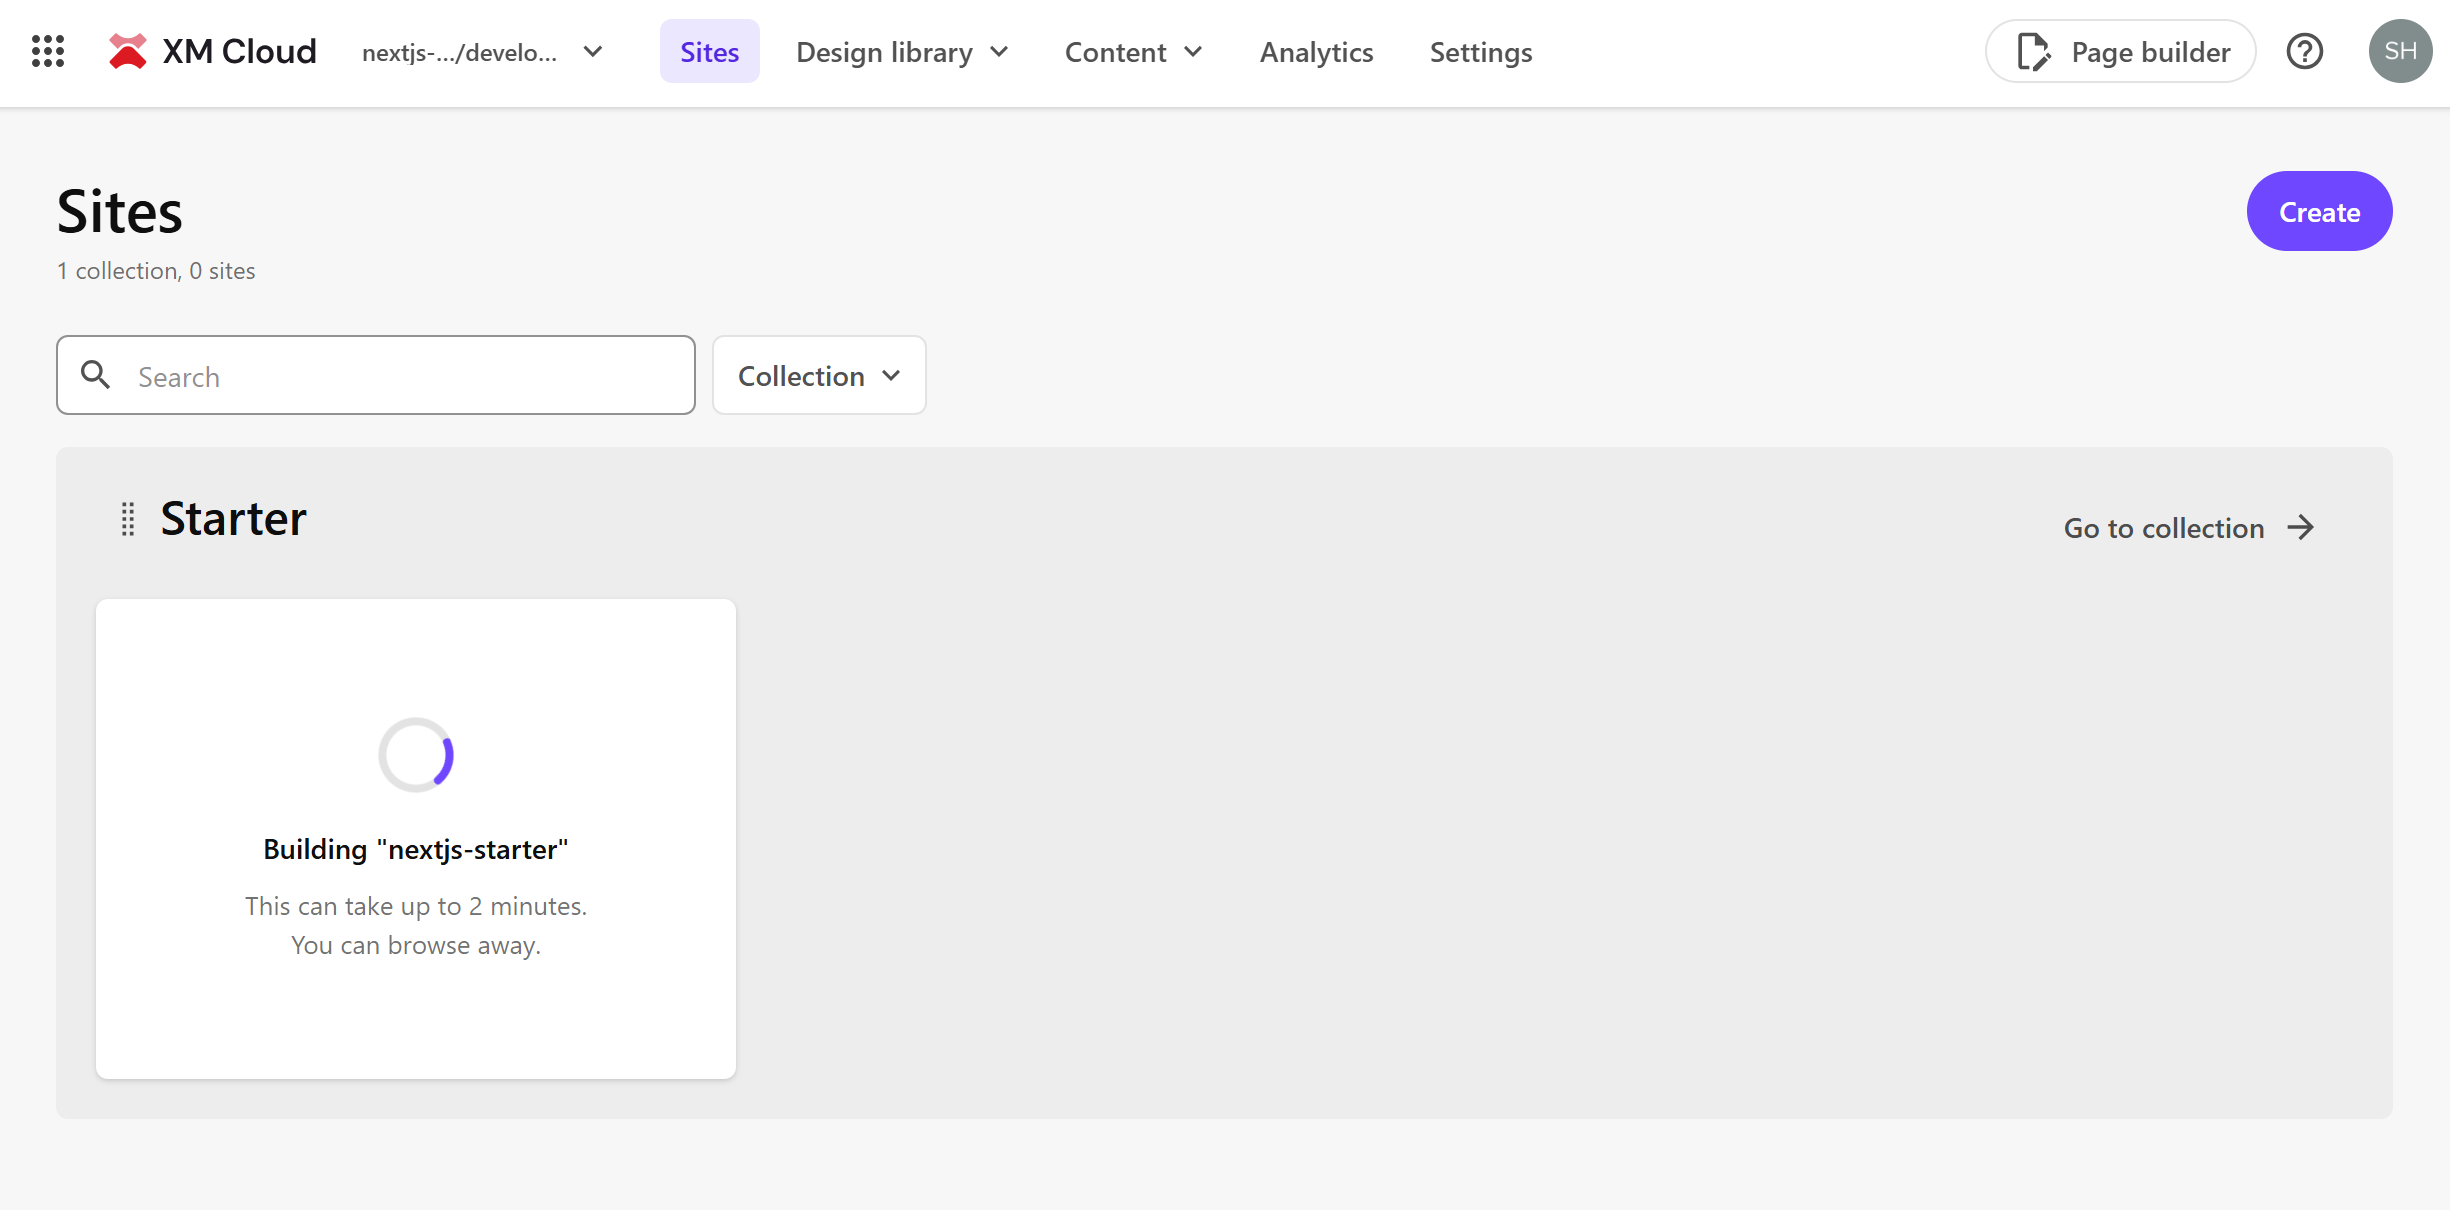 XM Cloud
nextjs-.../develo...
Sites
Design library
Content
Analytics
Settings
Page builder
SH
Sites
Create
1 collection, 0 sites
Search
Collection
Starter
Go to collection
Building "nextjs-starter"
This can take up to 2 minutes.
You can browse away.